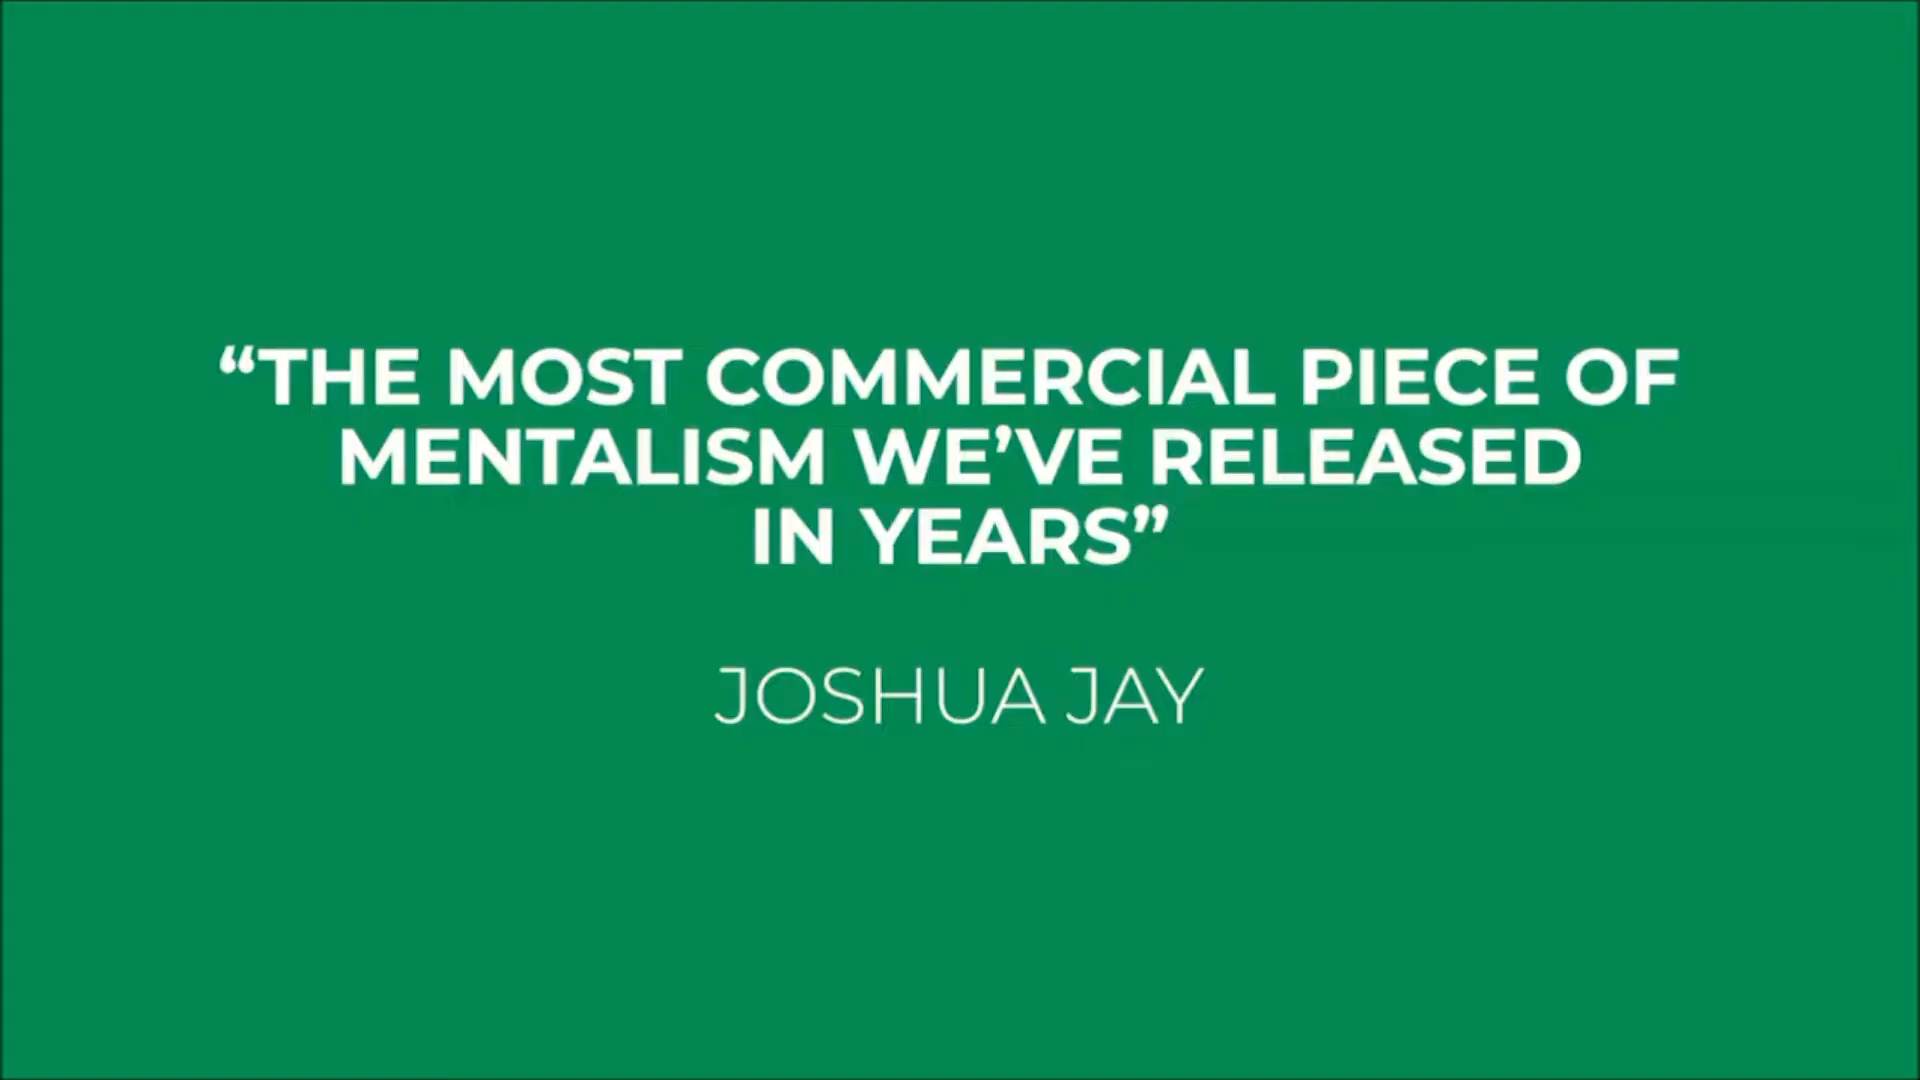 “THE MOST COMMERCIAL PIECE OF
MENTALISM WE’VE RELEASED
IN YEARS”
JOSHUA JAY